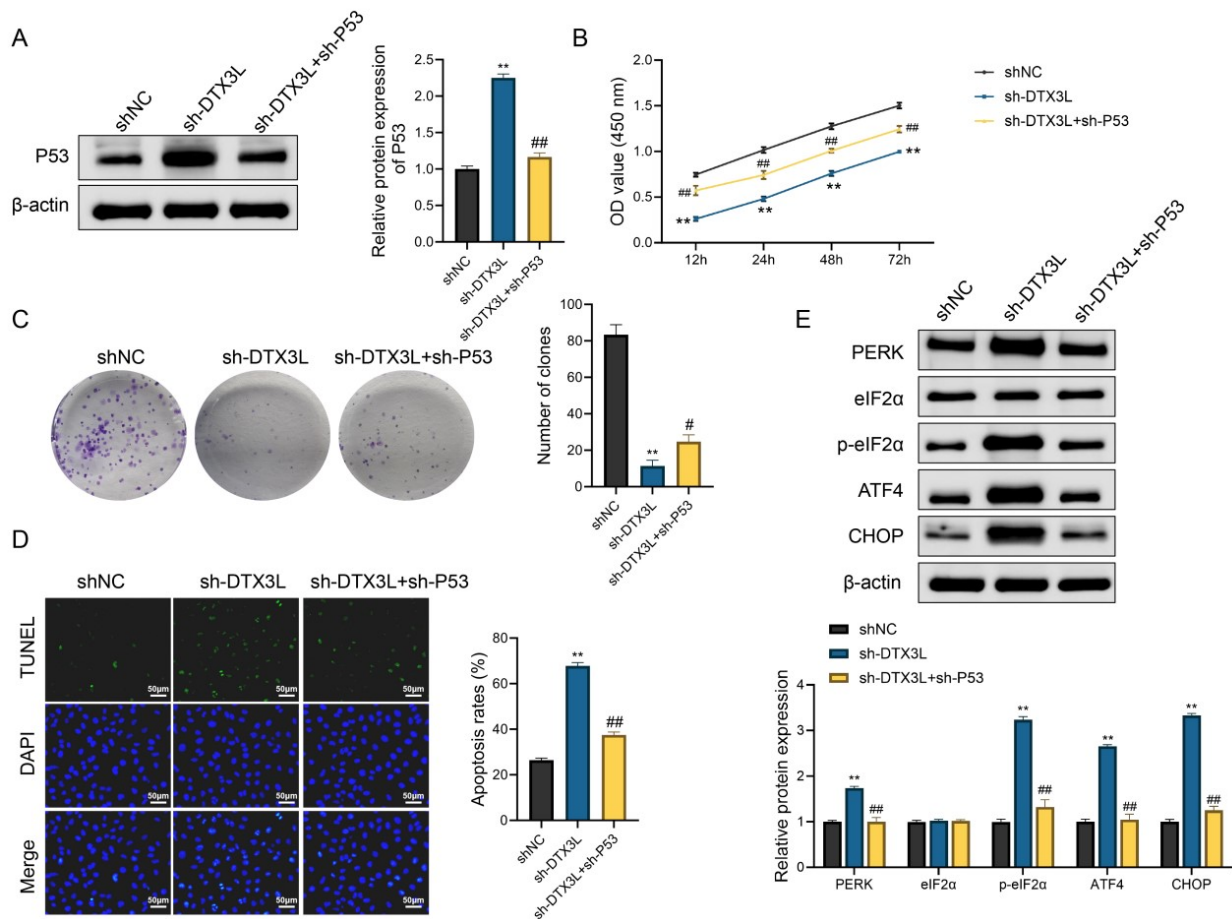 A
shNC
sh-DTX3L
sh-DTX3L+sh-P53
P53
β-actin
Relative protein expression
of P53
2.5
2.0
1.5
1.0
0.5
0.0
**
##
shNC
sh-DTX3L
sh-DTX3L+sh-P53
B
OD value (450 nm)
2.0
1.5
1.0
0.5
0.0
## ## ## ##
** ** ** **
12h 24h 48h 72h
shNC
sh-DTX3L
sh-DTX3L+sh-P53
C
shNC sh-DTX3L sh-DTX3L+sh-P53
Number of clones
100
80
60
40
20
0
**
#
shNC
sh-DTX3L
sh-DTX3L+sh-P53
D
shNC sh-DTX3L sh-DTX3L+sh-P53
TUNEL
50μm 50μm 50μm
DAPI
50μm 50μm 50μm
Merge
50μm 50μm 50μm
Apoptosis rates (%)
80
60
40
20
0
**
##
shNC
sh-DTX3L
sh-DTX3L+sh-P53
E
shNC
sh-DTX3L
sh-DTX3L+sh-P53
PERK
eIF2α
p-eIF2α
ATF4
CHOP
β-actin
shNC
sh-DTX3L
sh-DTX3L+sh-P53
Relative protein expression
4
3
2
1
0
** ** ** **
## ## ## ##
PERK eIF2α p-eIF2α ATF4 CHOP